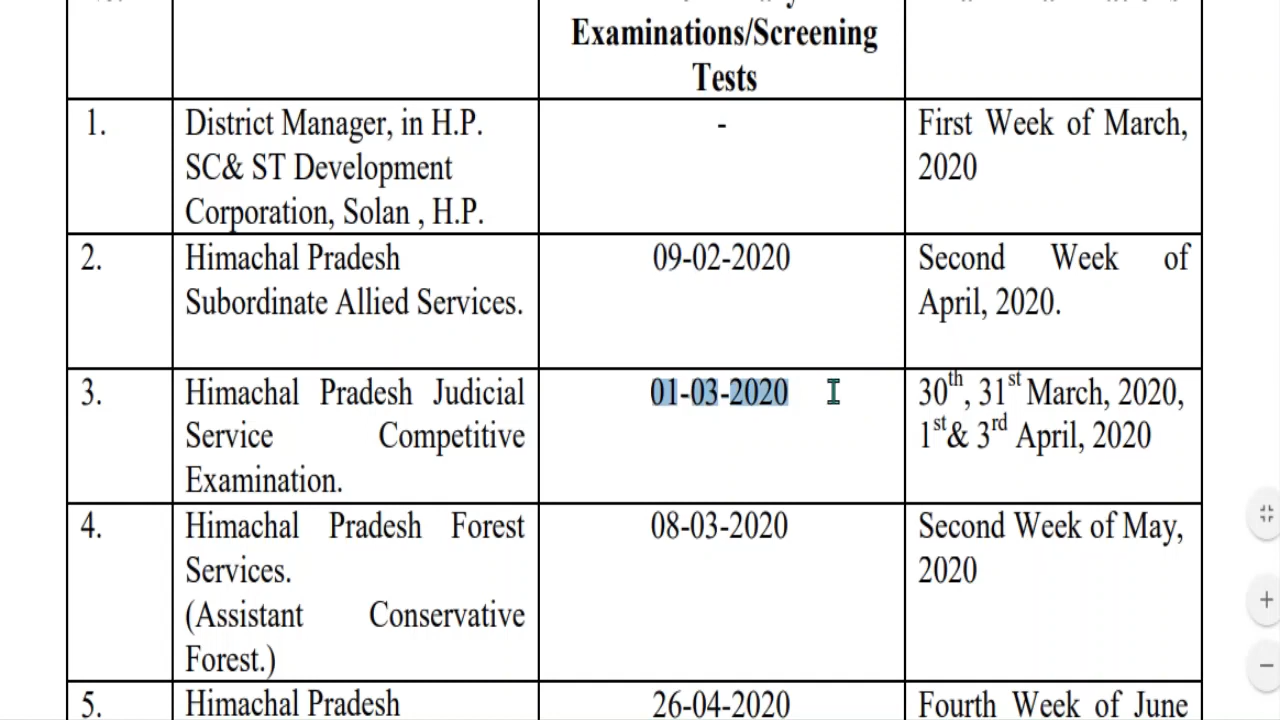 Examinations/Screening
Tests
1.
District Manager, in H.P.
SC& ST Development
Corporation, Solan , H.P.
-
First Week of March,
2020
2.
Himachal Pradesh
Subordinate Allied Services.
09-02-2020
Second Week of
April, 2020.
3.
Himachal Pradesh Judicial
Service Competitive
Examination.
01-03-2020
30th, 31st March, 2020,
1st& 3rd April, 2020
4.
Himachal Pradesh Forest
Services.
(Assistant Conservative
Forest.)
08-03-2020
Second Week of May,
2020
5.
Himachal Pradesh
26-04-2020
Fourth Week of June